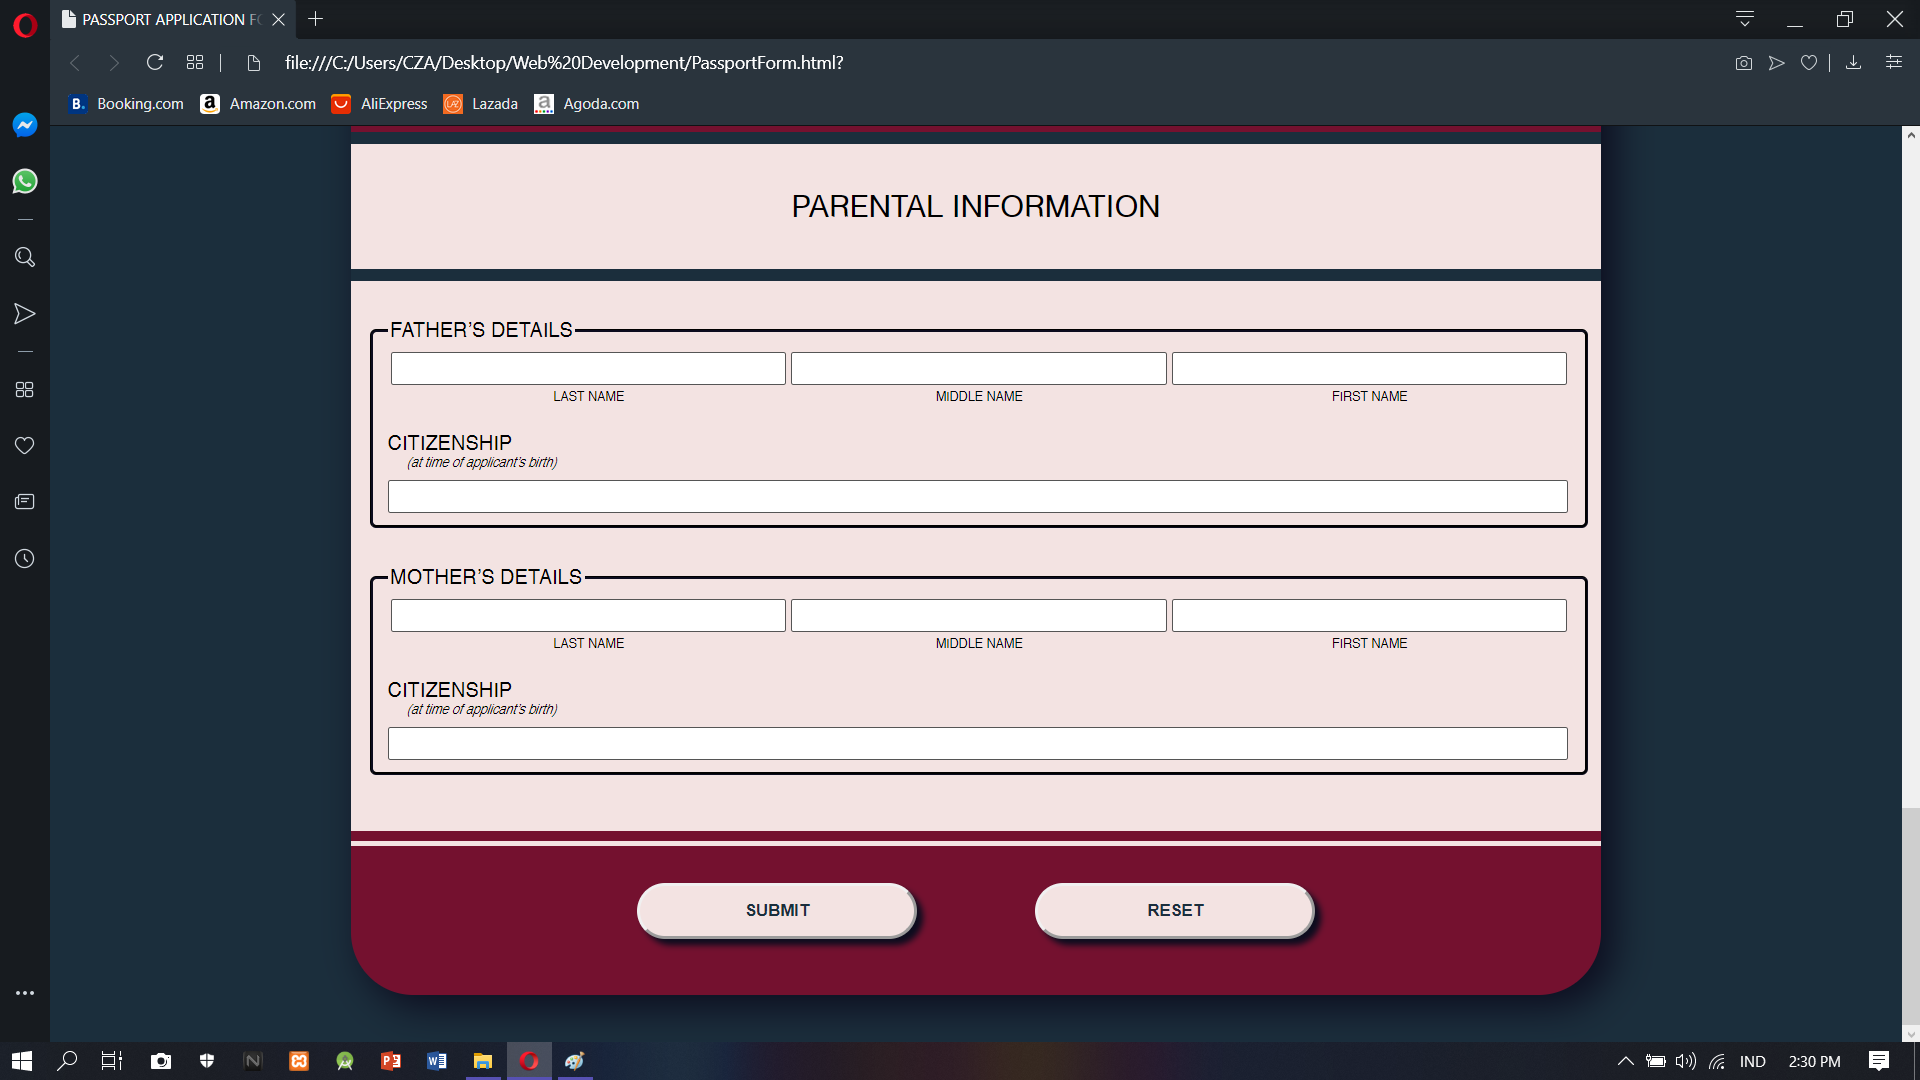 PASSPORT APPLICATION FO
file:///C:/Users/CZA/Desktop/Web%20Development/PassportForm.html?
B. Booking.com a Amazon.com AliExpress Lazada a Agoda.com
PARENTAL INFORMATION
FATHER'S DETAILS
LAST NAME MIDDLE NAME FIRST NAME
CITIZENSHIP
(at time of applicant's birth)
MOTHER'S DETAILS
LAST NAME MIDDLE NAME FIRST NAME
CITIZENSHIP
(at time of applicant's birth)
SUBMIT RESET
IND 2:30 PM